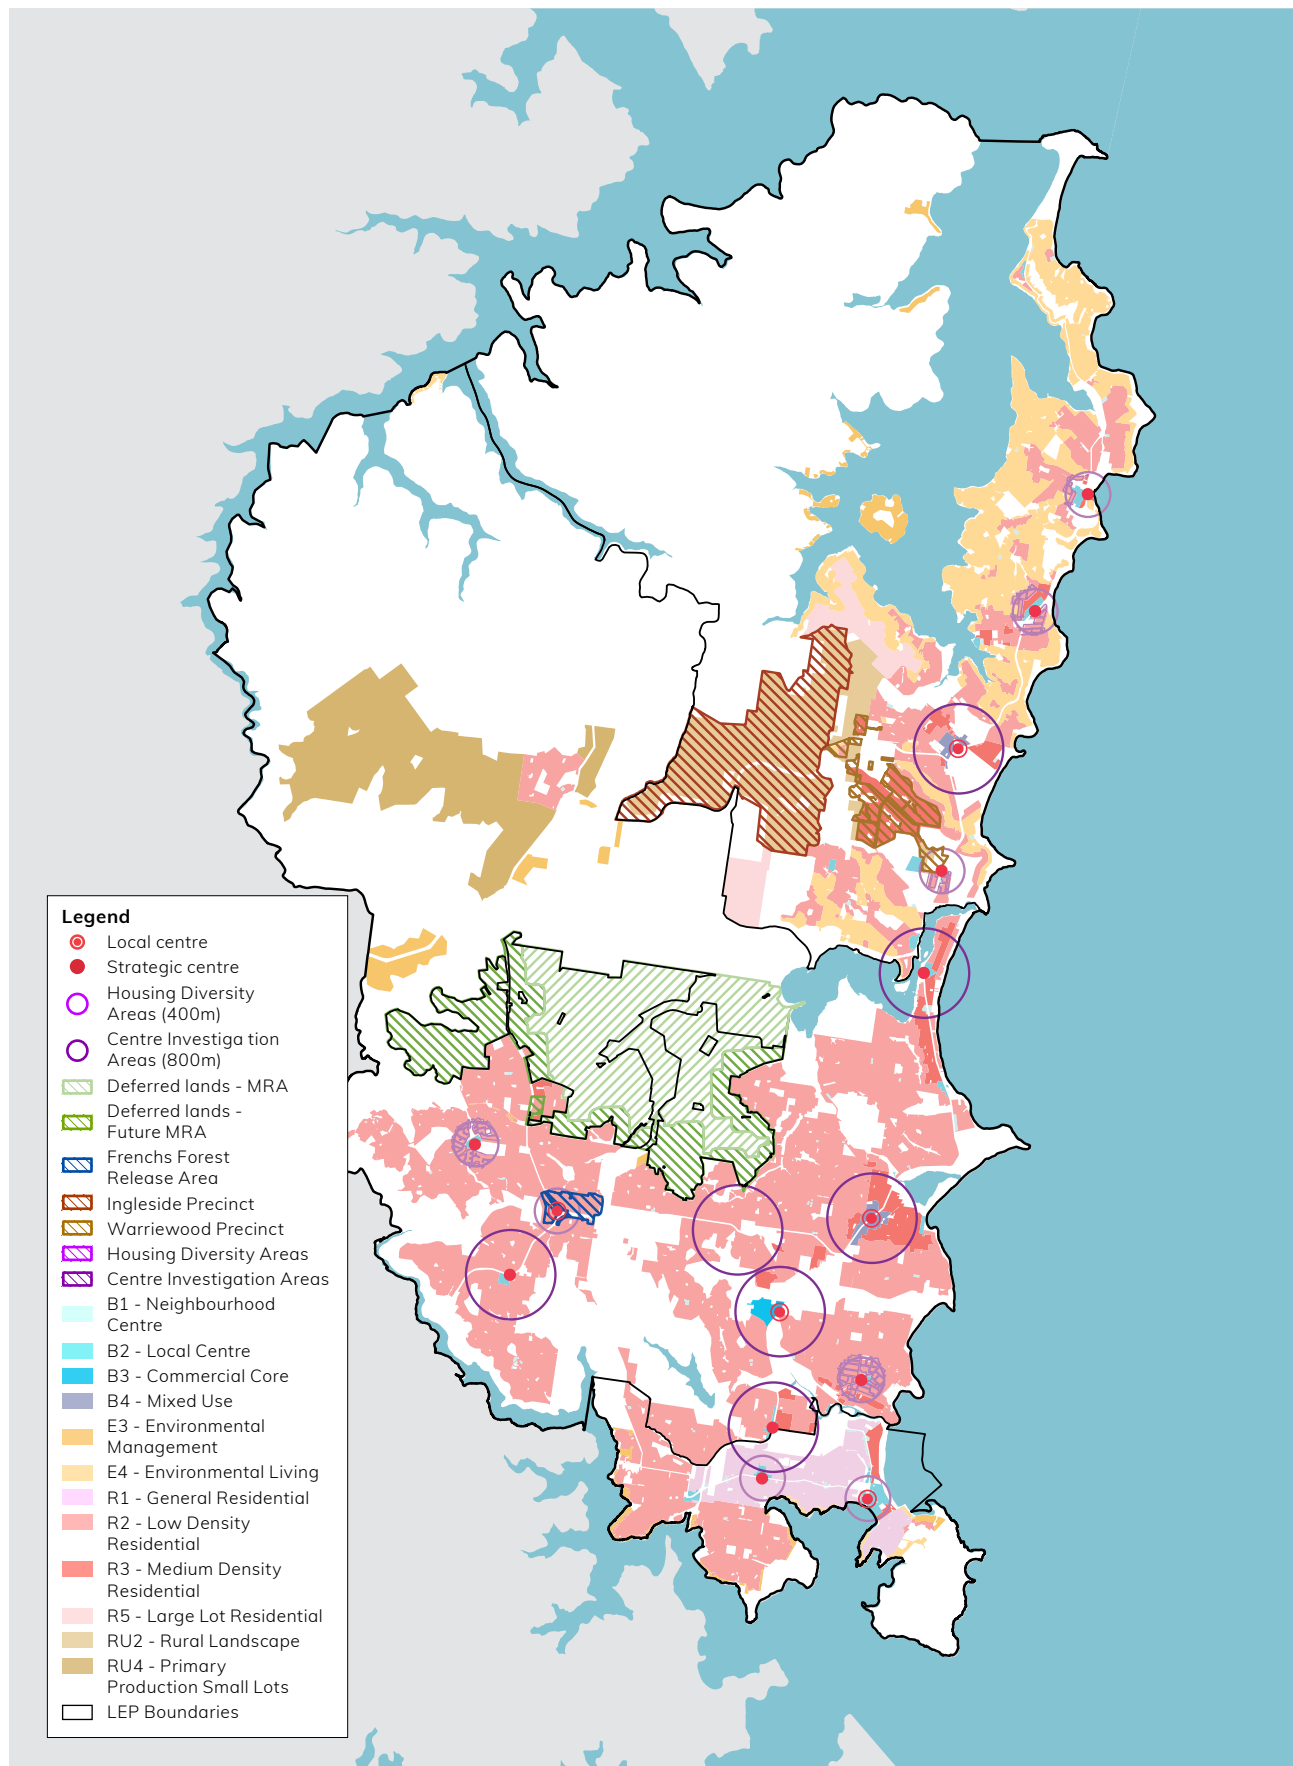 Legend
Local centre
Strategic centre
Housing Diversity
Areas (400m)
Centre Investiga tion
Areas (800m)
Deferred lands - MRA
Deferred lands -
Future MRA
Frenchs Forest
Release Area
Ingleside Precinct
Warriewood Precinct
Housing Diversity Areas
Centre Investigation Areas
B1 - Neighbourhood
Centre
B2 - Local Centre
B3 - Commercial Core
B4 - Mixed Use
E3 - Environmental
Management
E4 - Environmental Living
R1 - General Residential
R2 - Low Density
Residential
R3 - Medium Density
Residential
R5 - Large Lot Residential
RU2 - Rural Landscape
RU4 - Primary
Production Small Lots
LEP Boundaries